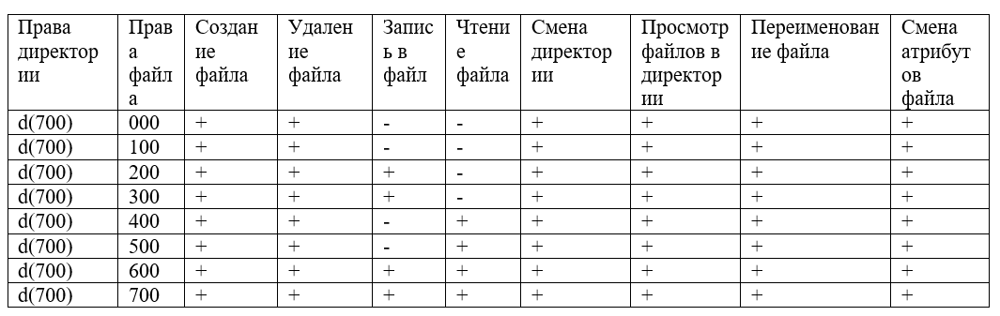 Права директор ии | Прав а файл а | Создан ие файла | Удален ие файла | Запис ь в файл | Чтени е файла | Смена директор ии | Просмотр файлов в директор ии | Переименован ие файла | Смена атрибут ов файла
d(700) | 000 | + | + | - | - | + | + | + | +
d(700) | 100 | + | + | - | - | + | + | + | +
d(700) | 200 | + | + | + | - | + | + | + | +
d(700) | 300 | + | + | + | - | + | + | + | +
d(700) | 400 | + | + | - | + | + | + | + | +
d(700) | 500 | + | + | - | + | + | + | + | +
d(700) | 600 | + | + | + | + | + | + | + | +
d(700) | 700 | + | + | + | + | + | + | + | +